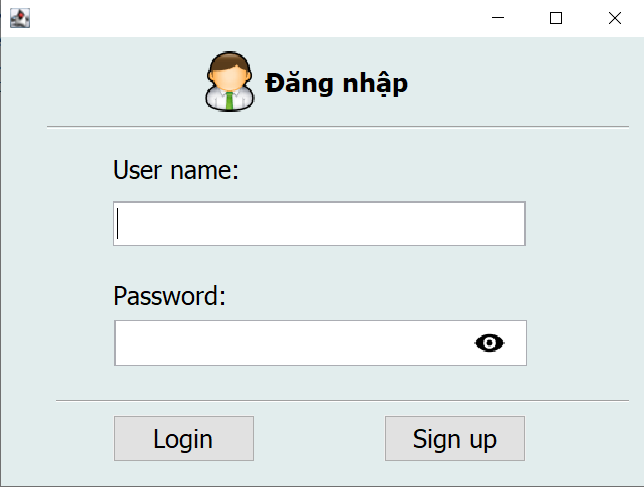 Đăng nhập
User name:
Password:
Login
Sign up